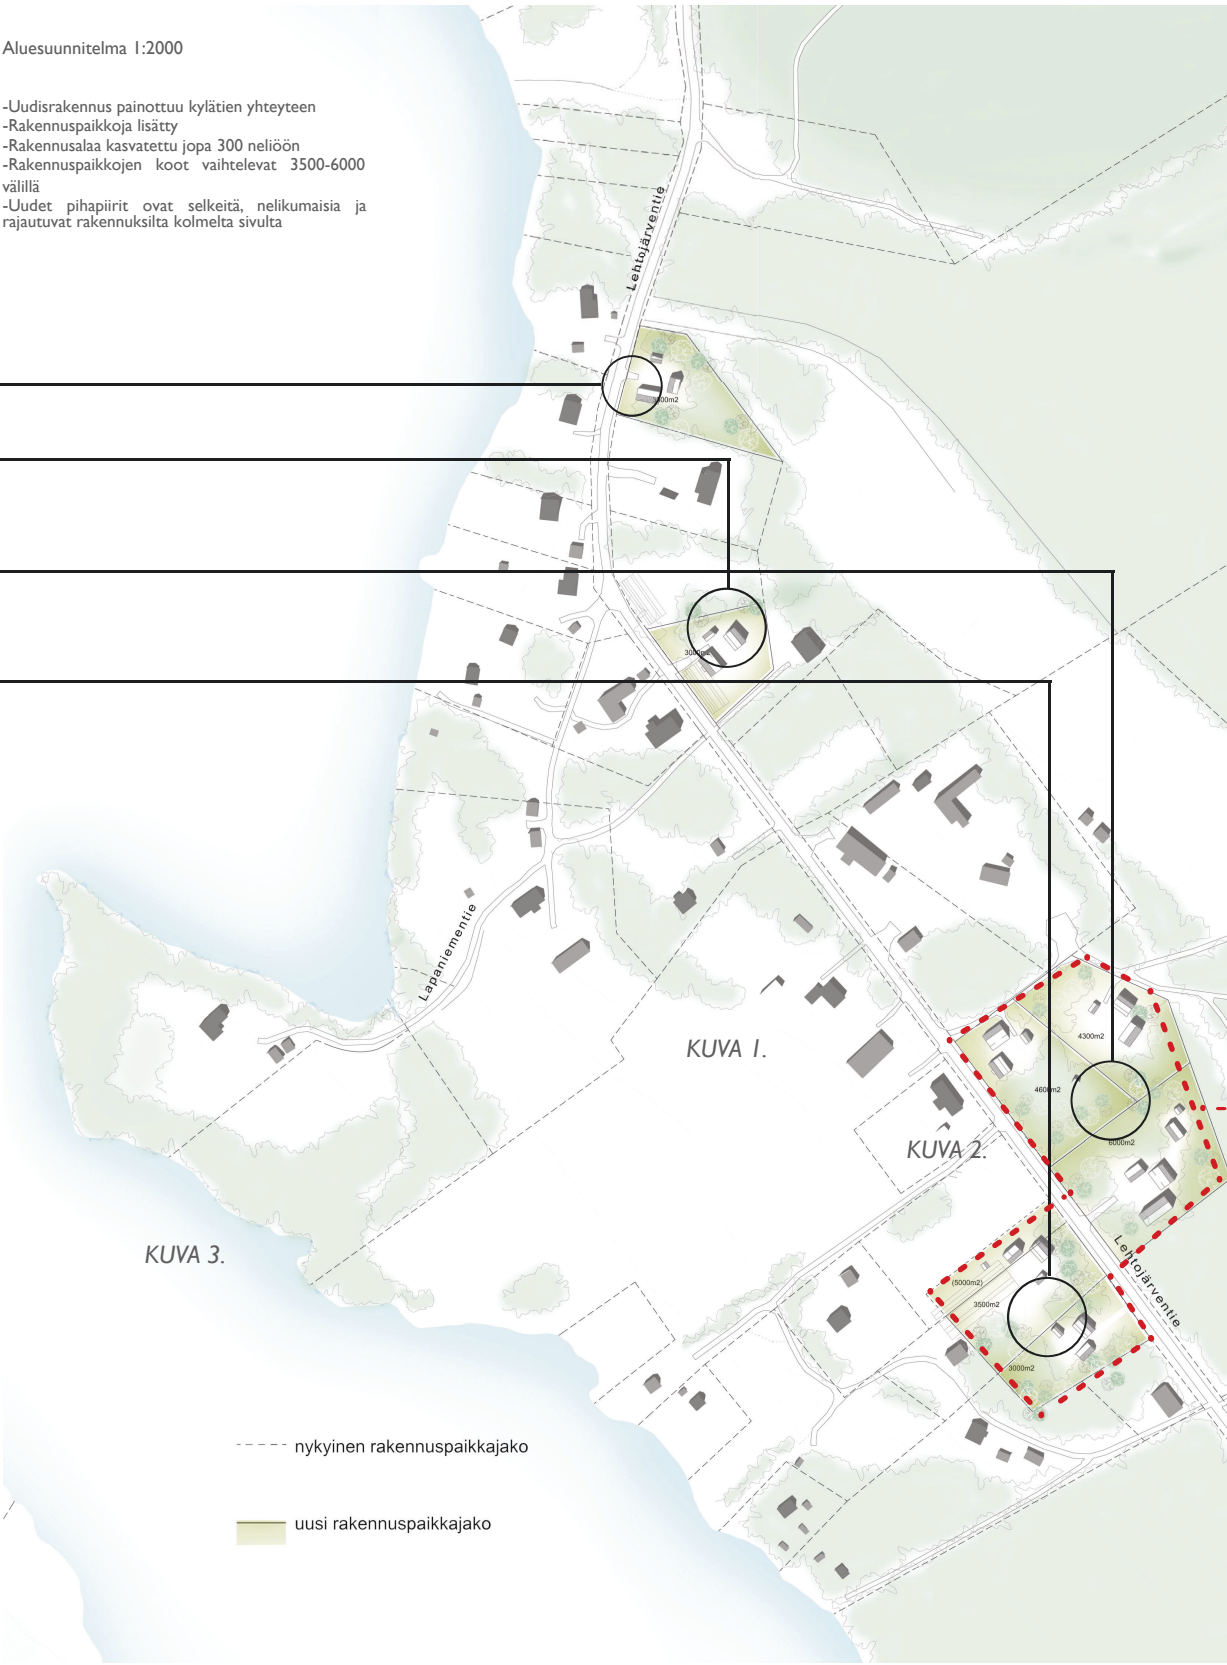 Aluesuunnitelma 1:2000
-Uudisrakennus painottuu kylätien yhteyteen
-Rakennuspaikkoja lisätty
-Rakennusalaa kasvatettu jopa 300 neliöön
-Rakennuspaikkojen koot vaihtelevat 3500-6000
välillä
-Uudet pihapiirit ovat selkeitä, nelikumaisia ja
rajautuvat rakennuksilta kolmelta sivulta
Lehtojärventie
3000m2
Lapaniementie
KUVA 1.
4300m2
4600m2
KUVA 2.
6000m2
KUVA 3.
Lehtojärventie
(5000m2)
3500m2
3000m2
nykyinen rakennuspaikkajako
uusi rakennuspaikkajako